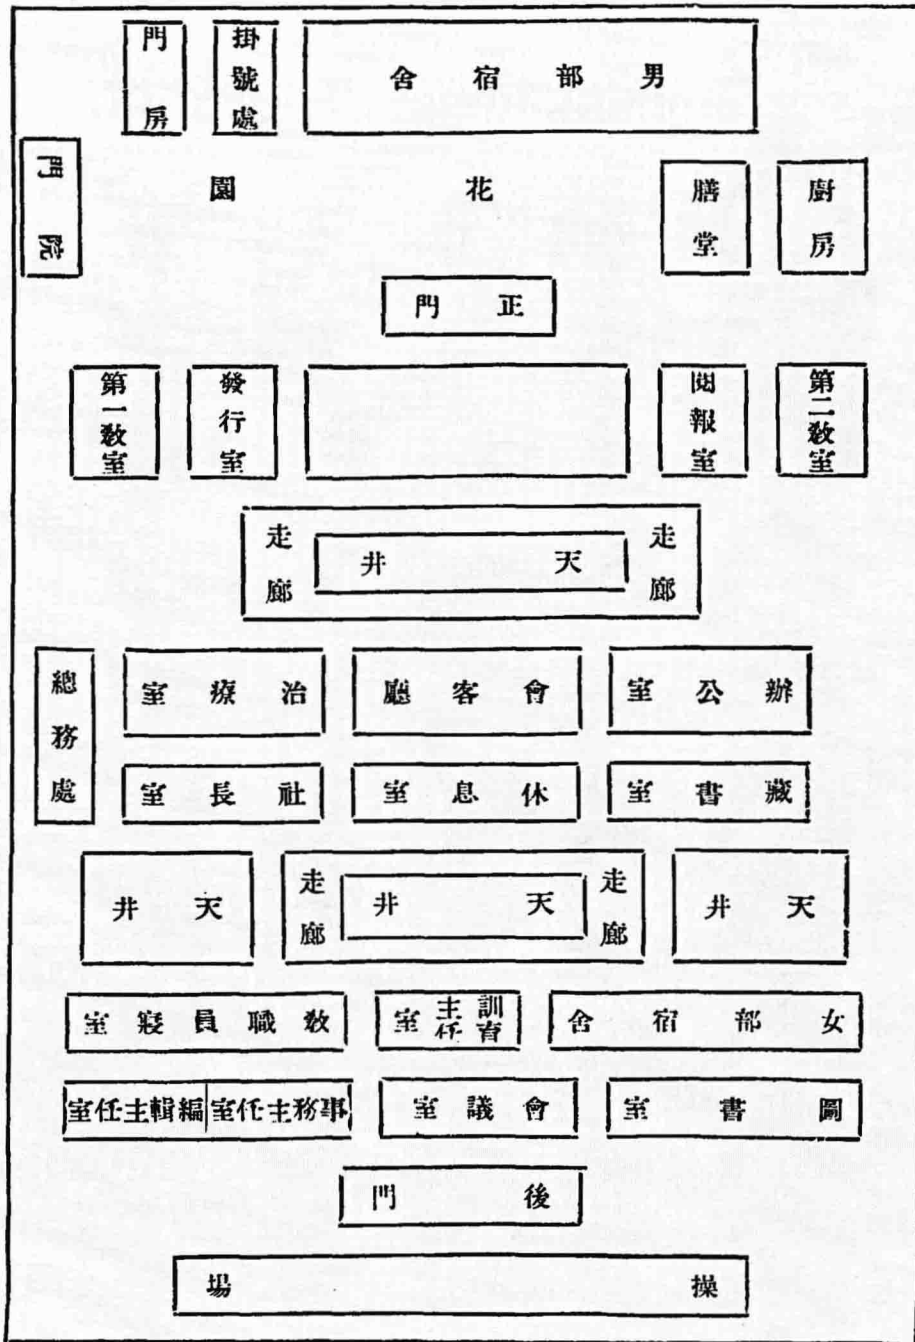 男部宿舍
掛號處
門房
院門
廚房
膳堂
花園
正門
第二教室
閱報室
發行室
第一教室
走廊
天井
走廊
辦公室
會客廳
治療室
總務處
藏書室
休息室
社長室
天井
走廊
天井
走廊
天井
女部宿舍
訓育主任室
教職員寢室
圖書室
會議室
事務主任室
編輯主任室
後門
操場